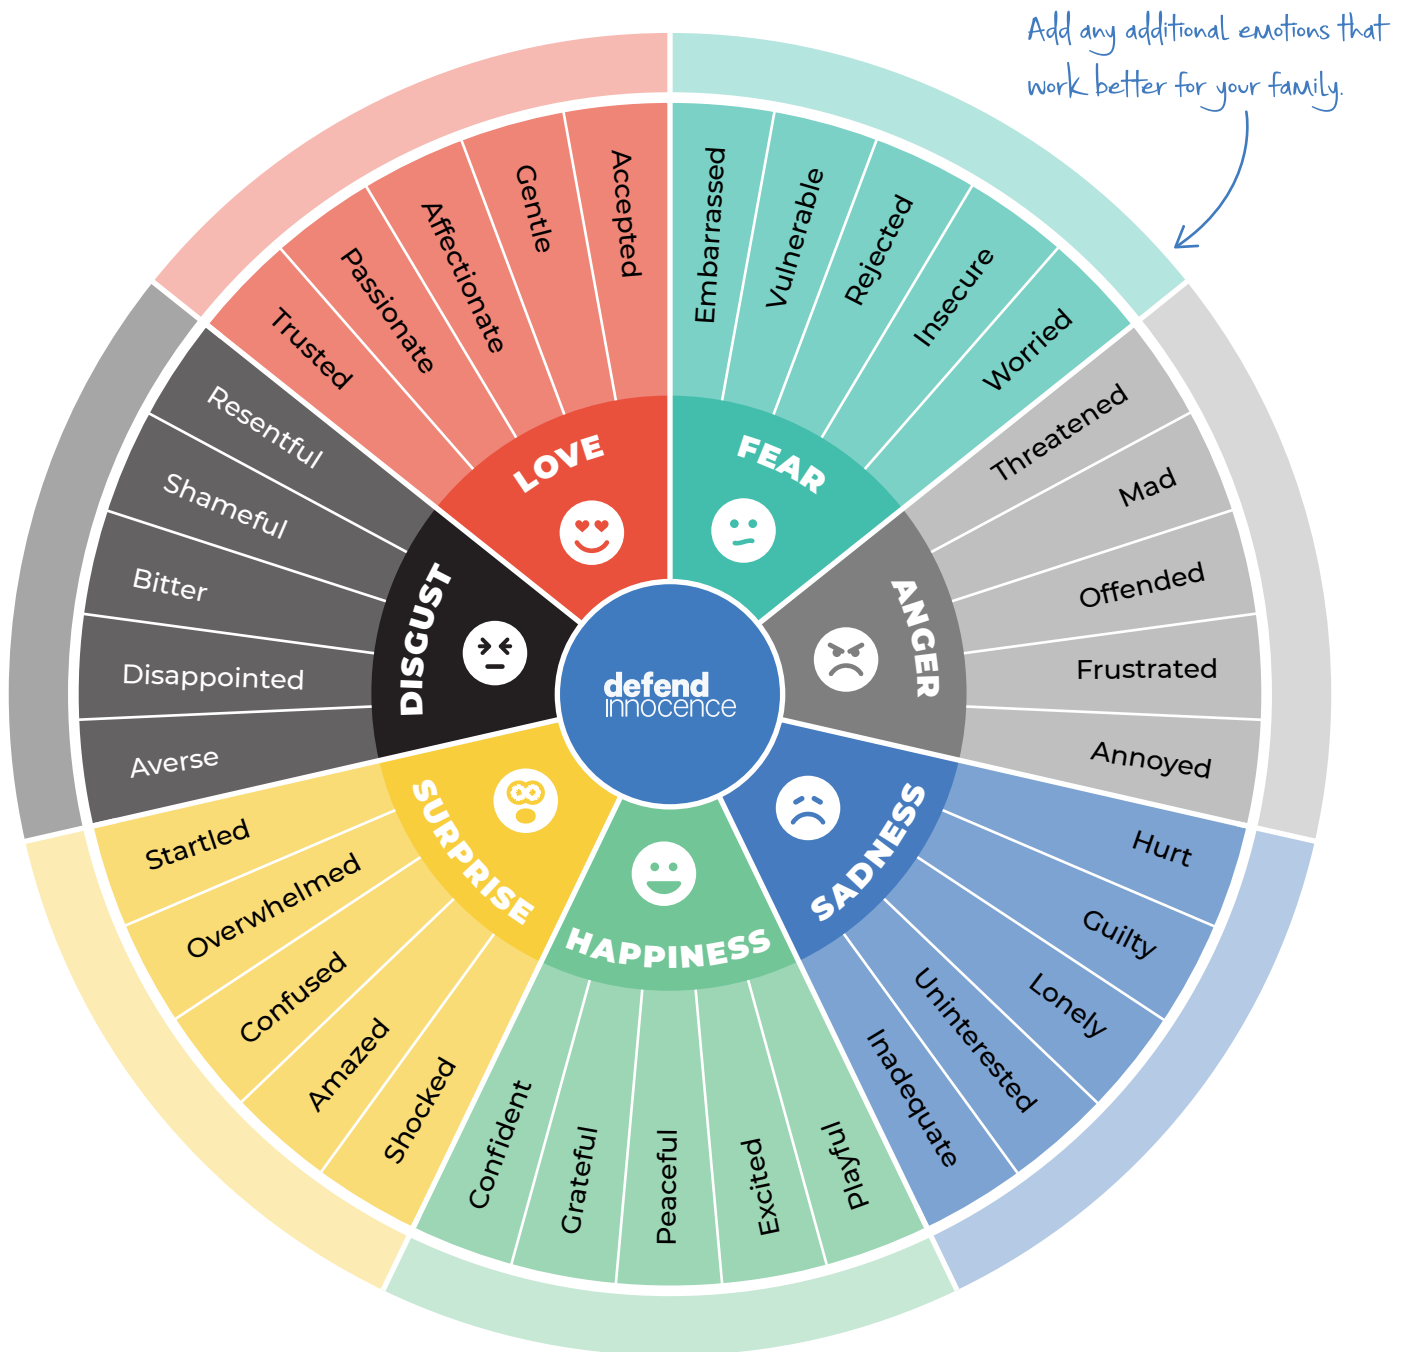 Add any additional emotions that
work better for your family.
defend
innocence
LOVE
Trusted
Passionate
Affectionate
Gentle
Accepted
FEAR
Embarrassed
Vulnerable
Rejected
Insecure
Worried
ANGER
Threatened
Mad
Offended
Frustrated
Annoyed
SADNESS
Hurt
Guilty
Lonely
Uninterested
Inadequate
HAPPINESS
Playful
Excited
Peaceful
Grateful
Confident
SURPRISE
Shocked
Amazed
Confused
Overwhelmed
Startled
DISGUST
Averse
Disappointed
Bitter
Shameful
Resentful